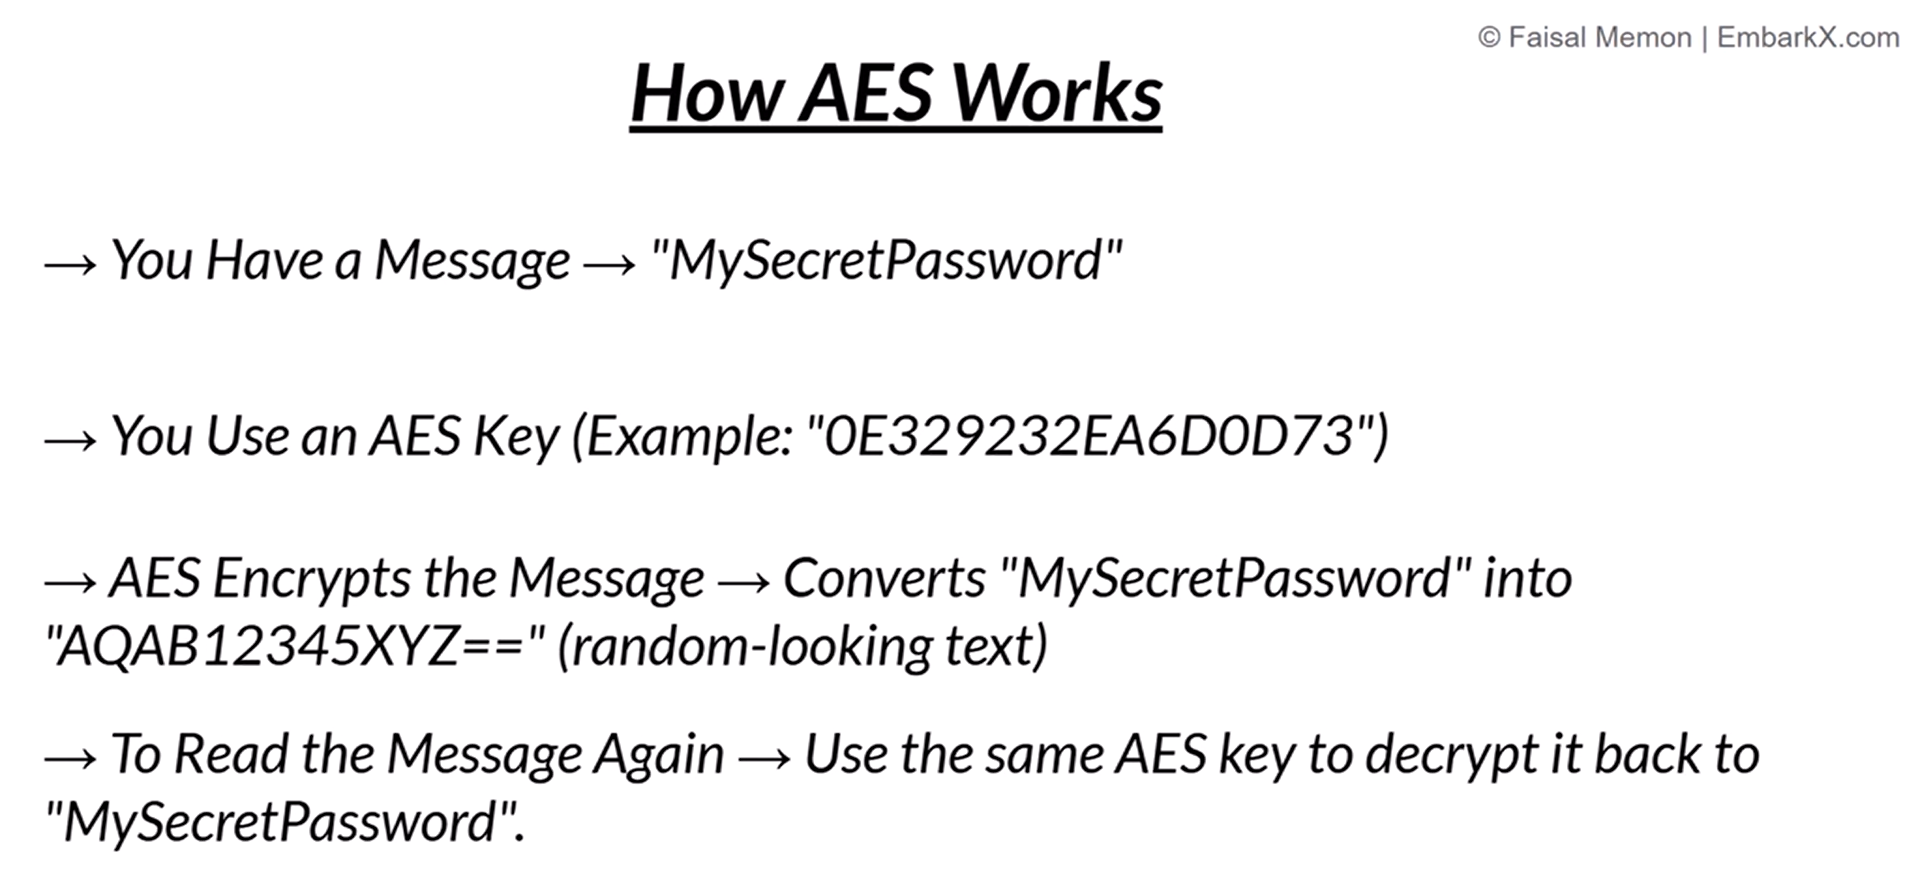 © Faisal Memon | EmbarkX.com
How AES Works
→ You Have a Message → "MySecretPassword"
→ You Use an AES Key (Example: "0E329232EA6D0D73")
→ AES Encrypts the Message → Converts "MySecretPassword" into
"AQAB12345XYZ==" (random-looking text)
→ To Read the Message Again → Use the same AES key to decrypt it back to
"MySecretPassword".